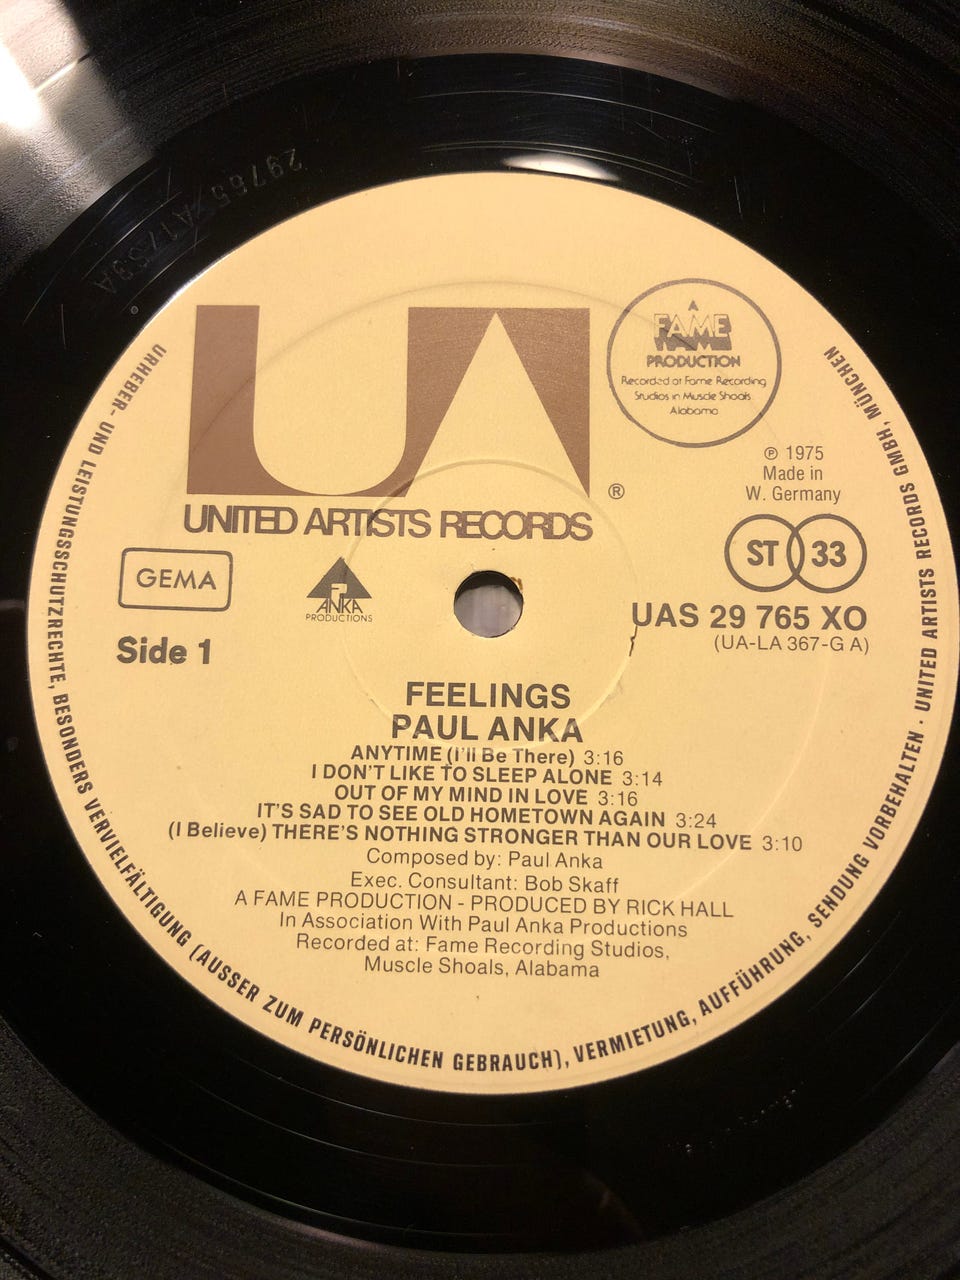 29765 A1/S9A
UA
®
UNITED ARTISTS RECORDS
A
FAME
PRODUCTION
Recorded at Fame Recording
Studios in Muscle Shoals
Alabama
℗ 1975
Made in
W. Germany
GEMA
ANKA
PRODUCTIONS
ST 33
Side 1
UAS 29 765 XO
(UA-LA 367-G A)
FEELINGS
PAUL ANKA
ANYTIME (I'll Be There) 3:16
I DON'T LIKE TO SLEEP ALONE 3:14
OUT OF MY MIND IN LOVE 3:16
IT'S SAD TO SEE OLD HOMETOWN AGAIN 3:24
(I Believe) THERE'S NOTHING STRONGER THAN OUR LOVE 3:10
Composed by: Paul Anka
Exec. Consultant: Bob Skaff
A FAME PRODUCTION - PRODUCED BY RICK HALL
In Association With Paul Anka Productions
Recorded at: Fame Recording Studios,
Muscle Shoals, Alabama
URHEBER- UND LEISTUNGSSCHUTZRECHTE, BESONDERS VERVIELFÄLTIGUNG (AUSSER ZUM PERSÖNLICHEN GEBRAUCH), VERMIETUNG, AUFFÜHRUNG, SENDUNG VORBEHALTEN · UNITED ARTISTS RECORDS GMBH, MÜNCHEN